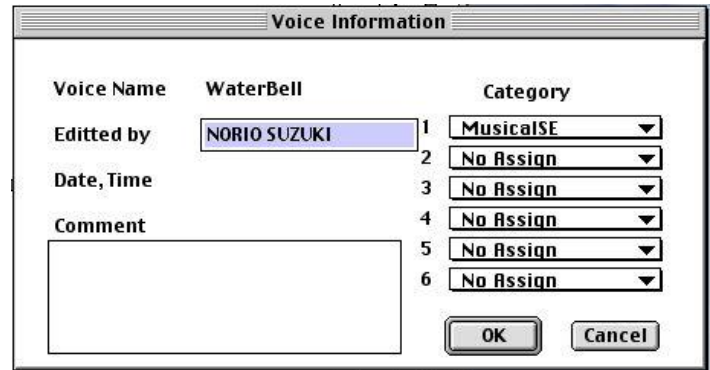 Voice Information
Voice Name WaterBell
Category
Editted by NORIO SUZUKI
1 MusicalSE
2 No Assign
Date, Time
3 No Assign
Comment
4 No Assign
5 No Assign
6 No Assign
OK Cancel